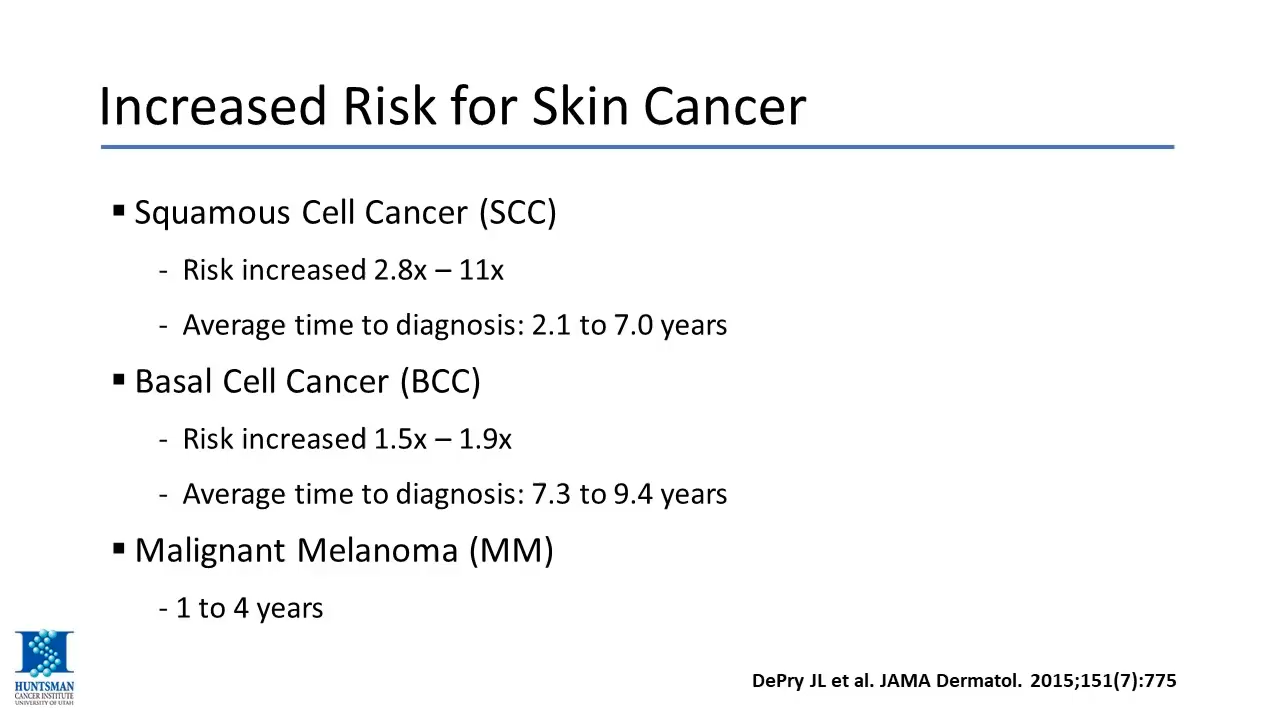 Increased Risk for Skin Cancer
▪ Squamous Cell Cancer (SCC)
- Risk increased 2.8x – 11x
- Average time to diagnosis: 2.1 to 7.0 years
▪ Basal Cell Cancer (BCC)
- Risk increased 1.5x – 1.9x
- Average time to diagnosis: 7.3 to 9.4 years
▪ Malignant Melanoma (MM)
- 1 to 4 years
HUNTSMAN
CANCER INSTITUTE
UNIVERSITY OF UTAH
DePry JL et al. JAMA Dermatol. 2015;151(7):775